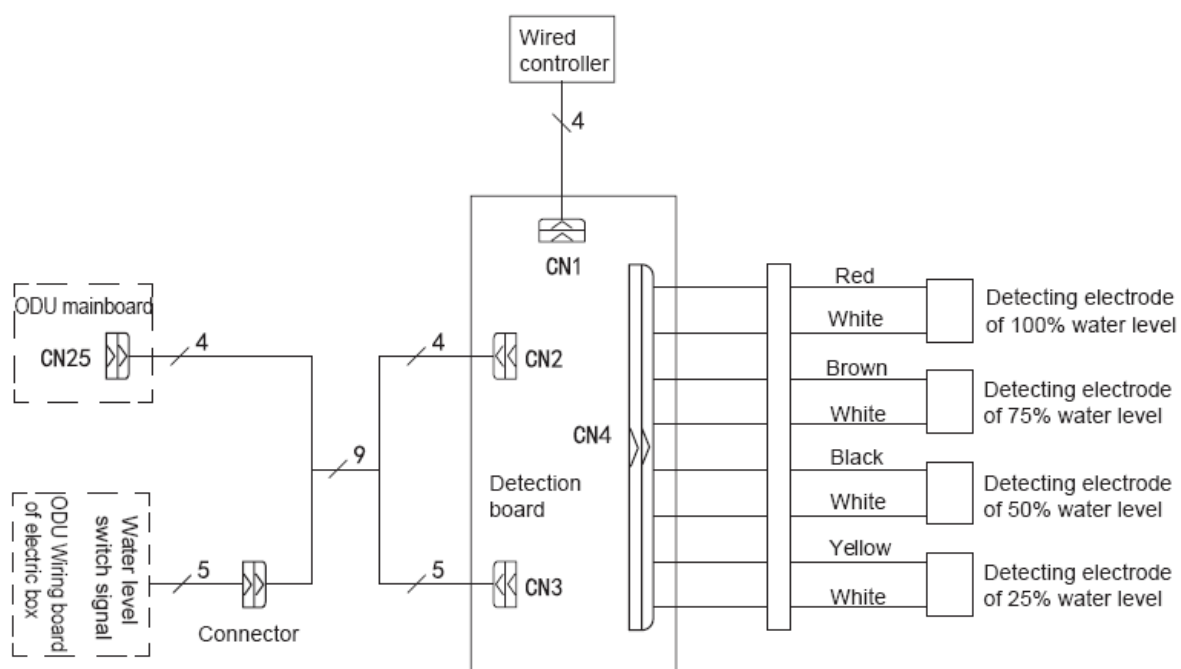 Wired
controller
4
CN1
ODU mainboard
CN25
4
4
CN2
9
CN4
Detection
board
ODU Wiring board
of electric box
Water level
switch signal
5
Connector
5
CN3
Red
White
Detecting electrode
of 100% water level
Brown
White
Detecting electrode
of 75% water level
Black
White
Detecting electrode
of 50% water level
Yellow
White
Detecting electrode
of 25% water level